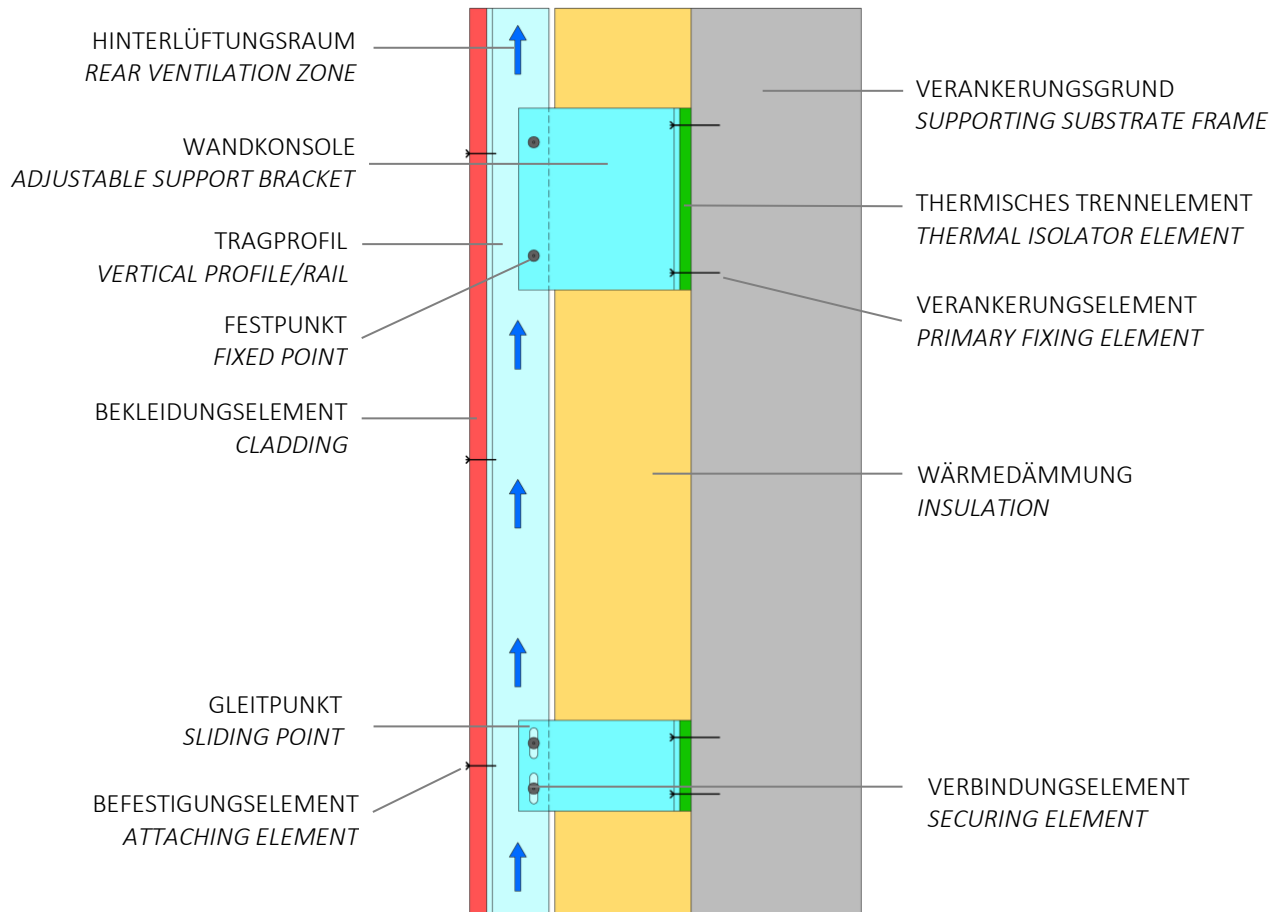 HINTERLÜFTUNGSRAUM
REAR VENTILATION ZONE
WANDKONSOLE
ADJUSTABLE SUPPORT BRACKET
TRAGPROFIL
VERTICAL PROFILE/RAIL
FESTPUNKT
FIXED POINT
BEKLEIDUNGSELEMENT
CLADDING
GLEITPUNKT
SLIDING POINT
BEFESTIGUNGSELEMENT
ATTACHING ELEMENT
VERANKERUNGSGRUND
SUPPORTING SUBSTRATE FRAME
THERMISCHES TRENNELEMENT
THERMAL ISOLATOR ELEMENT
VERANKERUNGSELEMENT
PRIMARY FIXING ELEMENT
WÄRMEDÄMMUNG
INSULATION
VERBINDUNGSELEMENT
SECURING ELEMENT